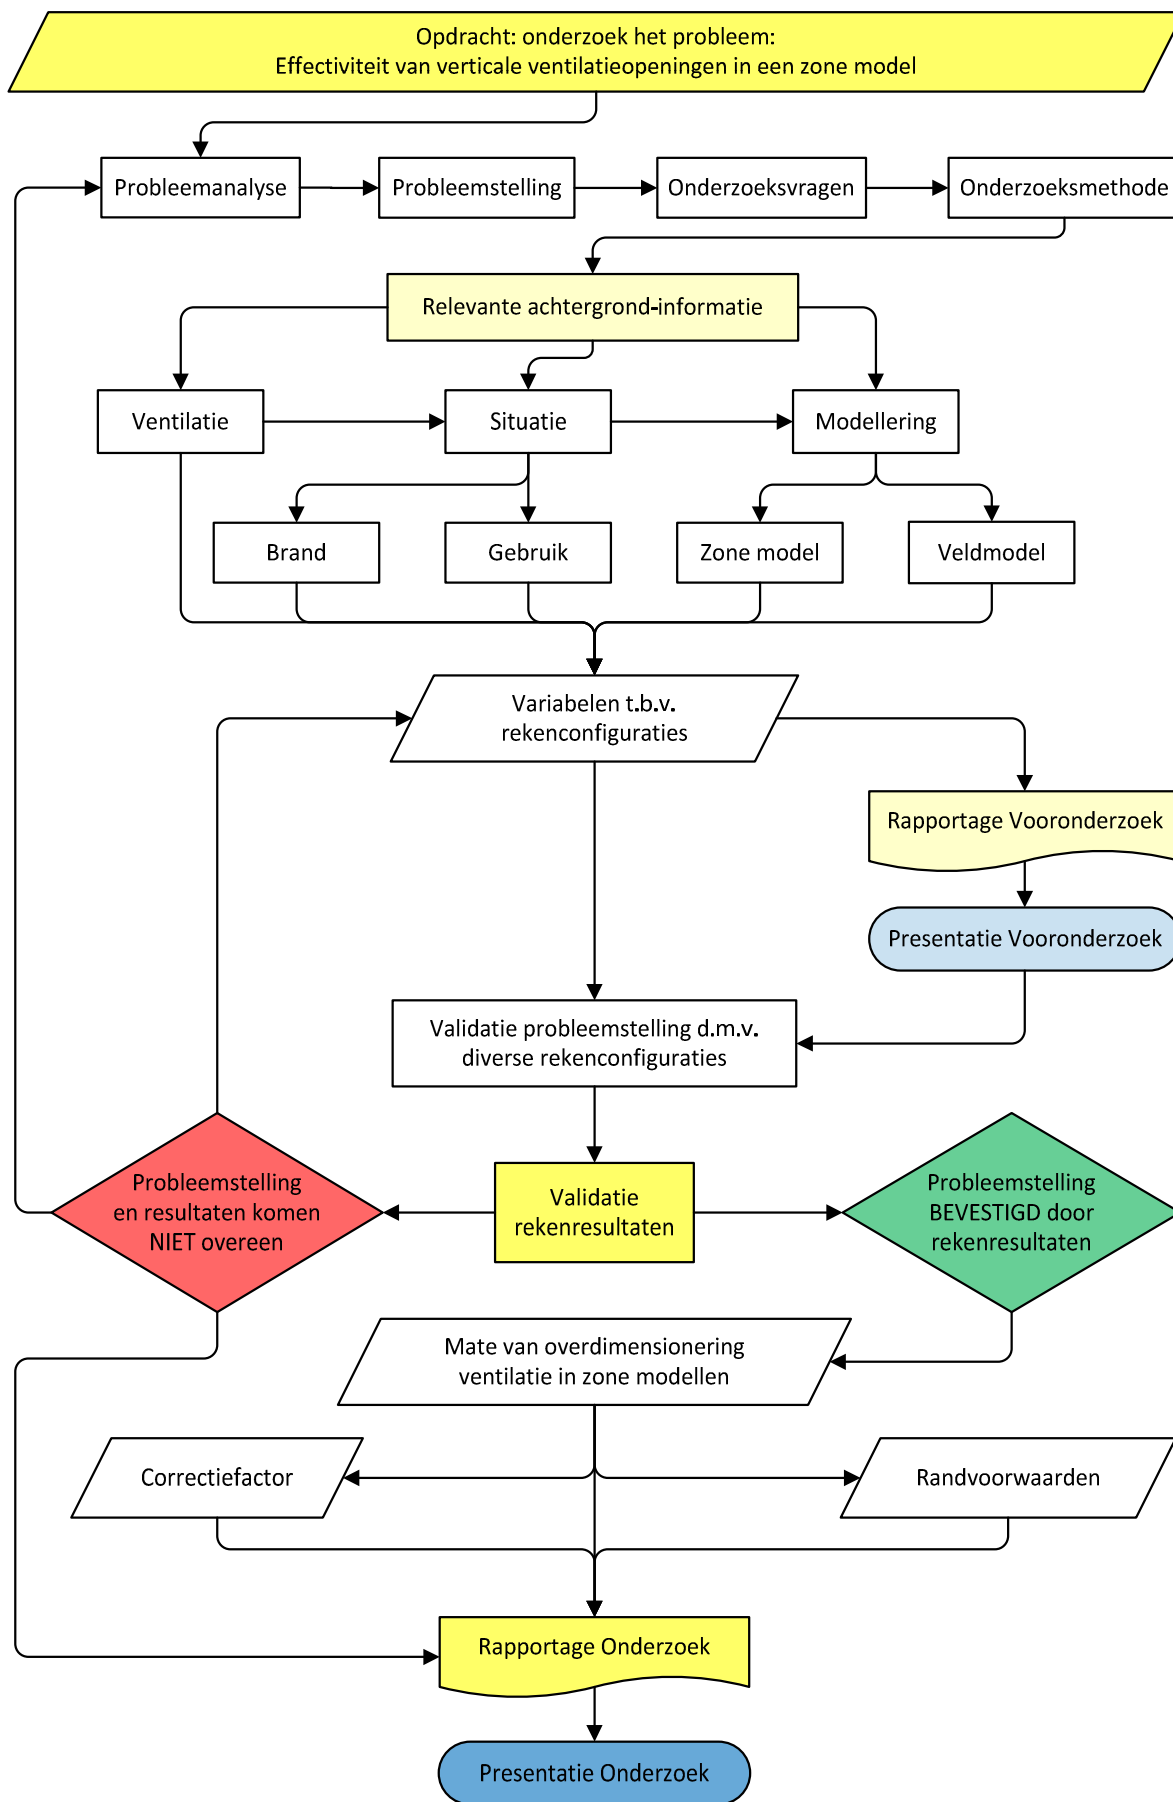 Opdracht: onderzoek het probleem:
Effectiviteit van verticale ventilatieopeningen in een zone model
Probleemanalyse
Probleemstelling
Onderzoeksvragen
Onderzoeksmethode
Relevante achtergrond-informatie
Ventilatie
Situatie
Modellering
Brand
Gebruik
Zone model
Veldmodel
Variabelen t.b.v.
rekenconfiguraties
Rapportage Vooronderzoek
Presentatie Vooronderzoek
Validatie probleemstelling d.m.v.
diverse rekenconfiguraties
Probleemstelling
en resultaten komen
NIET overeen
Validatie
rekenresultaten
Probleemstelling
BEVESTIGD door
rekenresultaten
Mate van overdimensionering
ventilatie in zone modellen
Correctiefactor
Randvoorwaarden
Rapportage Onderzoek
Presentatie Onderzoek